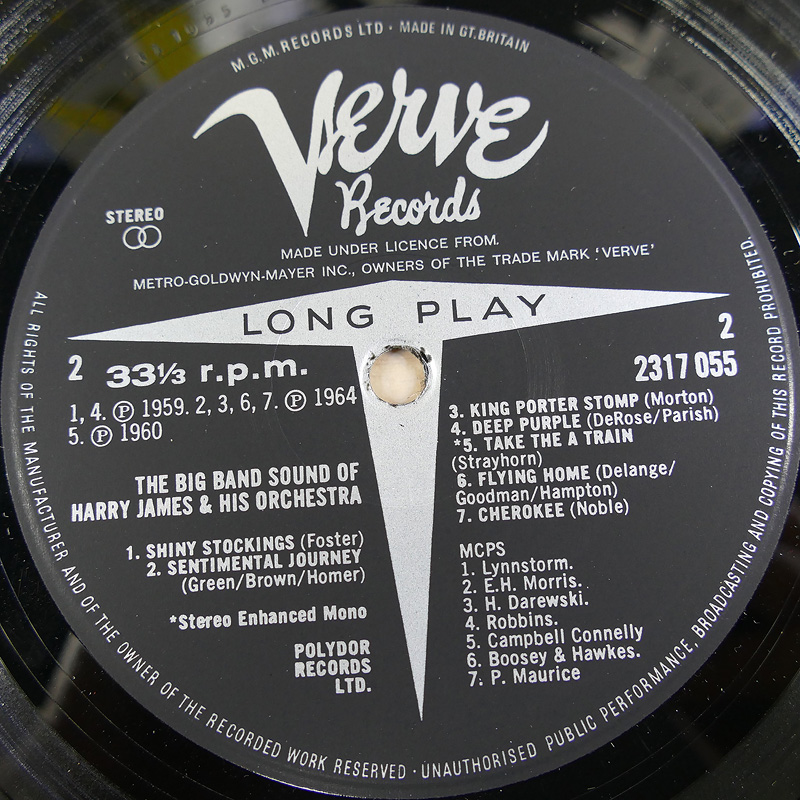 M.G.M. RECORDS LTD · MADE IN GT. BRITAIN
Verve
Records
STEREO
MADE UNDER LICENCE FROM.
METRO-GOLDWYN-MAYER INC., OWNERS OF THE TRADE MARK 'VERVE'
LONG PLAY
2
33⅓ r.p.m.
1, 4. Ⓟ 1959. 2, 3, 6, 7. Ⓟ 1964
5. Ⓟ 1960
2
2317 055
THE BIG BAND SOUND OF
HARRY JAMES & HIS ORCHESTRA
1. SHINY STOCKINGS (Foster)
2. SENTIMENTAL JOURNEY
(Green/Brown/Homer)
*Stereo Enhanced Mono
POLYDOR
RECORDS
LTD.
3. KING PORTER STOMP (Morton)
4. DEEP PURPLE (DeRose/Parish)
*5. TAKE THE A TRAIN
(Strayhorn)
6. FLYING HOME (Delange/
Goodman/Hampton)
7. CHEROKEE (Noble)
MCPS
1. Lynnstorm.
2. E.H. Morris.
3. H. Darewski.
4. Robbins.
5. Campbell Connelly
6. Boosey & Hawkes.
7. P. Maurice
ALL RIGHTS OF THE MANUFACTURER AND OF THE OWNER OF THE RECORDED WORK RESERVED · UNAUTHORISED PUBLIC PERFORMANCE, BROADCASTING AND COPYING OF THIS RECORD PROHIBITED.